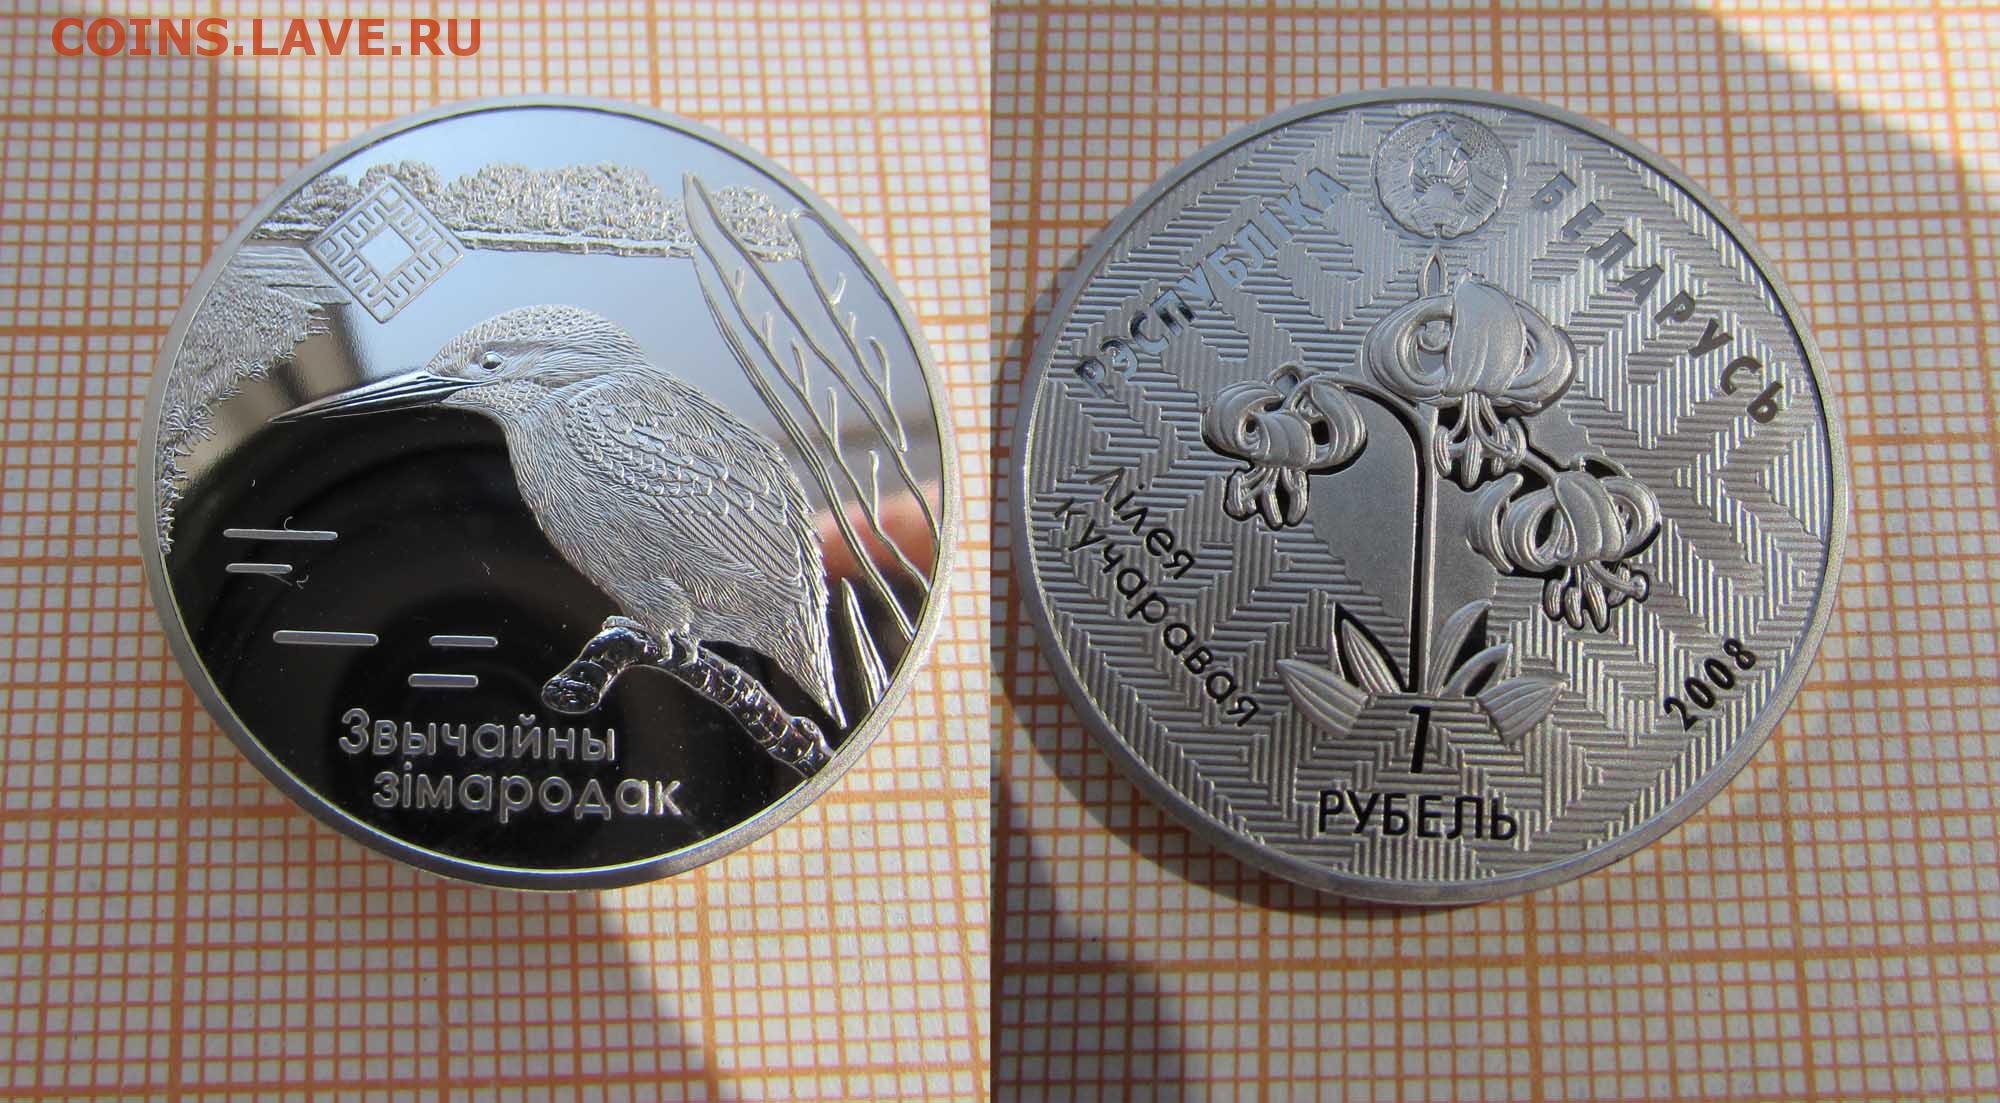 COINS.LAVE.RU
Звычайны
зімародак
РЭСПУБЛІКА БЕЛАРУСЬ
Лілея
кучаравая
2008
1
РУБЕЛЬ